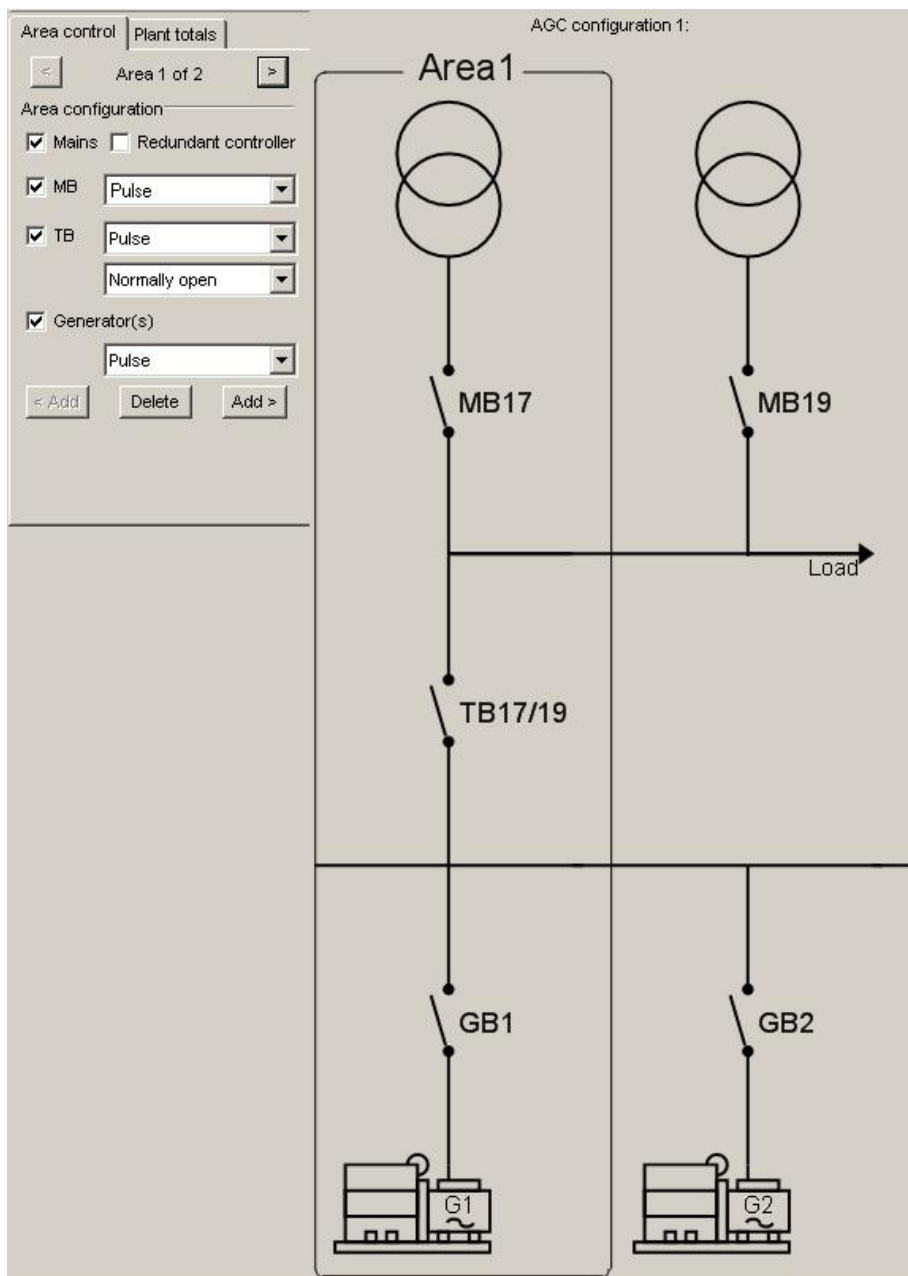 Area control Plant totals
AGC configuration 1:
< Area 1 of 2 >
Area1
Area configuration
Mains Redundant controller
MB Pulse
TB Pulse
Normally open
Generator(s)
Pulse
< Add Delete Add >
MB17 MB19
Load
TB17/19
GB1 GB2
G1 G2